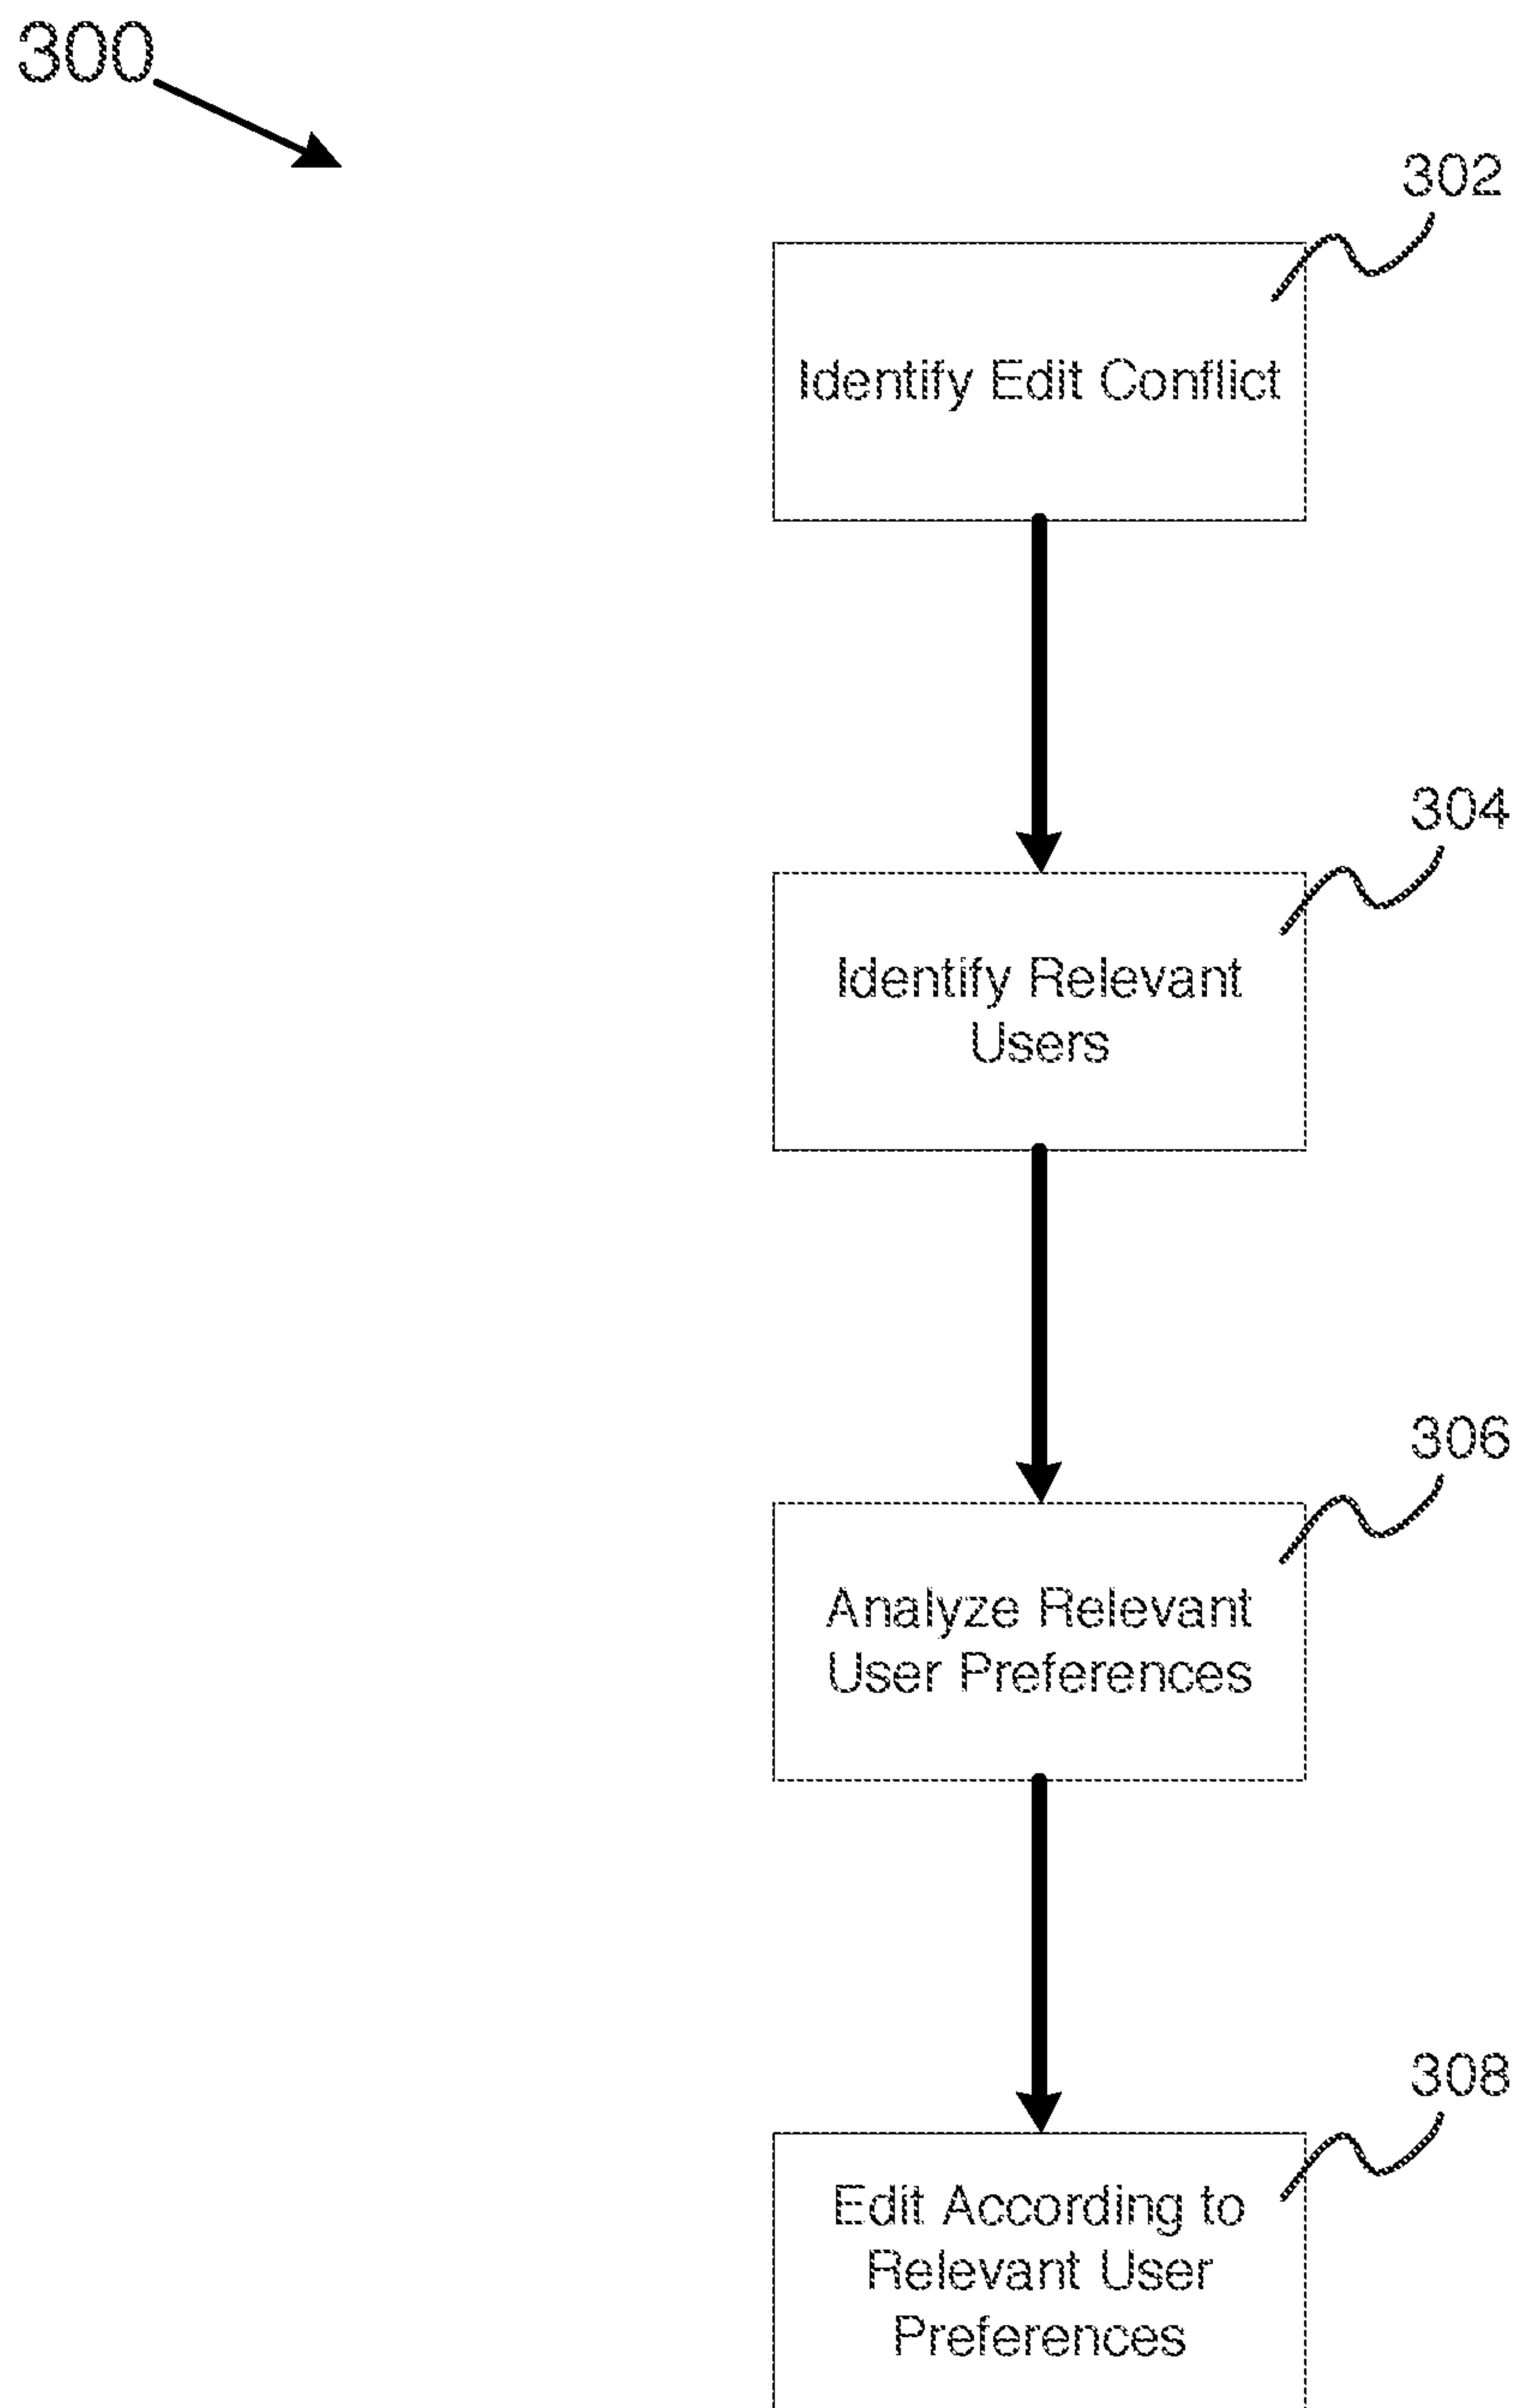 300
302
Identify Edit Conflict
304
Identify Relevant
Users
306
Analyze Relevant
User Preferences
308
Edit According to
Relevant User
Preferences